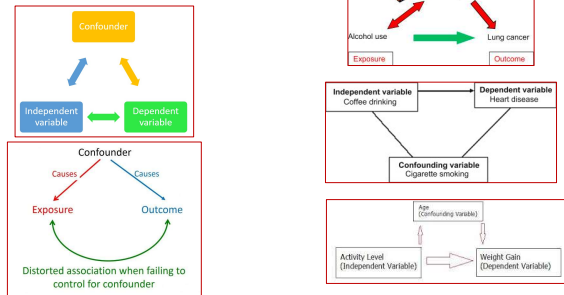 Confounder
Independent
variable
Dependent
variable
Confounder
Causes
Causes
Exposure
Outcome
Distorted association when failing to
control for confounder
Alcohol use
Lung cancer
Exposure
Outcome
Independent variable
Coffee drinking
Dependent variable
Heart disease
Confounding variable
Cigarette smoking
Age
(Confounding Variable)
Activity Level
(Independent Variable)
Weight Gain
(Dependent Variable)